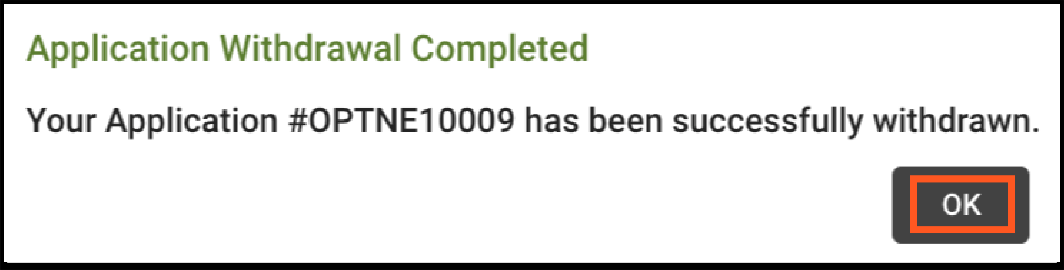 Application Withdrawal Completed
Your Application #OPTNE10009 has been successfully withdrawn.
OK